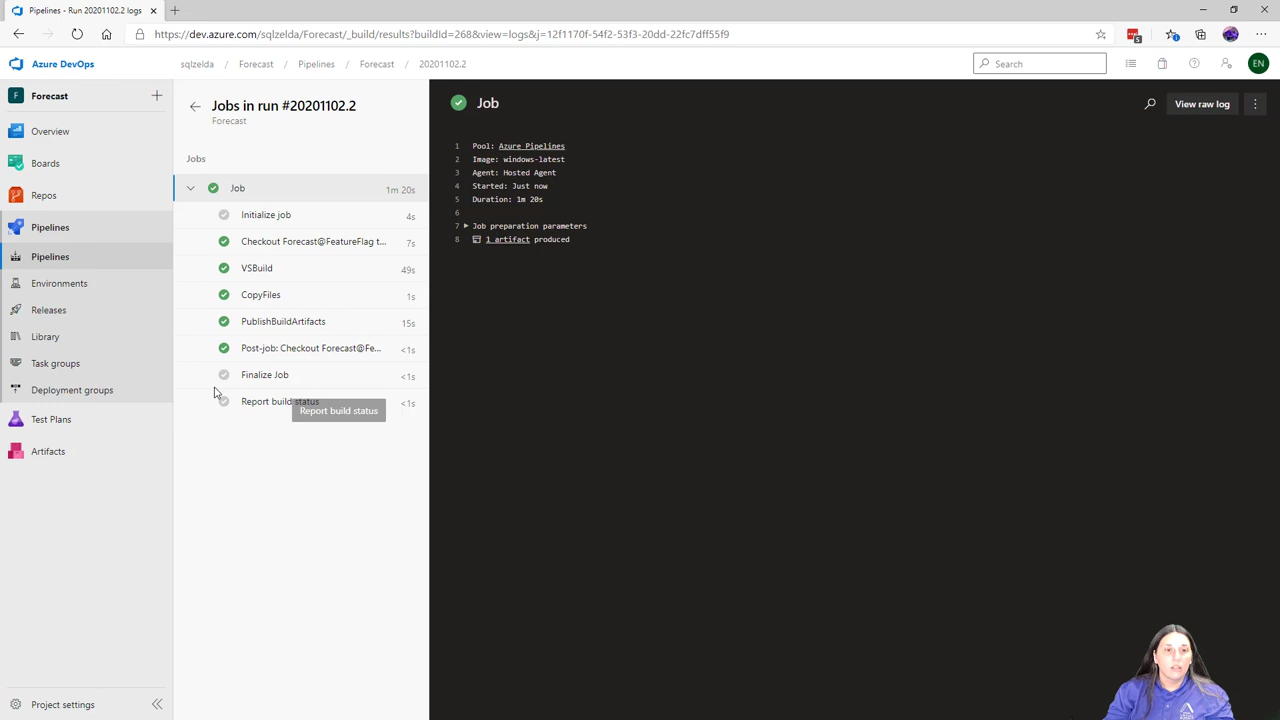 Pipelines - Run 20201102.2 logs
https://dev.azure.com/sqlzelda/Forecast/_build/results?buildId=268&view=logs&j=12f1170f-54f2-53f3-20dd-22fc7dff55f9
5
Azure DevOps
sqlzelda / Forecast / Pipelines / Forecast / 20201102.2
Search
EN
F Forecast
Overview
Boards
Repos
Pipelines
Pipelines
Environments
Releases
Library
Task groups
Deployment groups
Test Plans
Artifacts
Project settings
Jobs in run #20201102.2
Forecast
Jobs
Job 1m 20s
Initialize job 4s
Checkout Forecast@FeatureFlag t... 7s
VSBuild 49s
CopyFiles 1s
PublishBuildArtifacts 15s
Post-job: Checkout Forecast@Fe... <1s
Finalize Job <1s
Report build status <1s
Report build status
Job
View raw log
1 Pool: Azure Pipelines
2 Image: windows-latest
3 Agent: Hosted Agent
4 Started: Just now
5 Duration: 1m 20s
6
7 Job preparation parameters
8 1 artifact produced